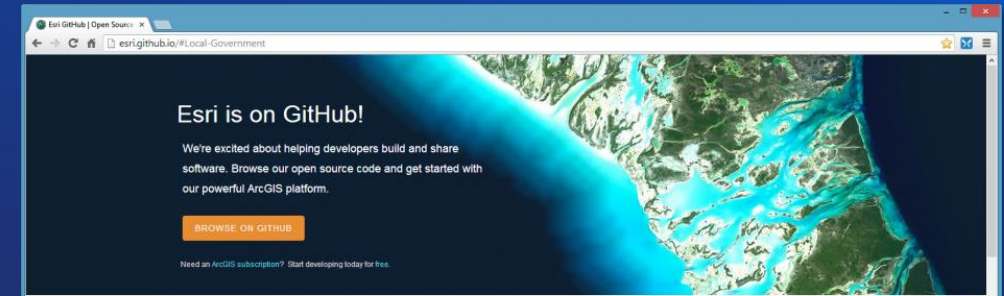 Esri GitHub | Open Source
esri.github.io/#Local-Government
Esri is on GitHub!
We're excited about helping developers build and share
software. Browse our open source code and get started with
our powerful ArcGIS platform.
BROWSE ON GITHUB
Need an ArcGIS subscription? Start developing today for free.